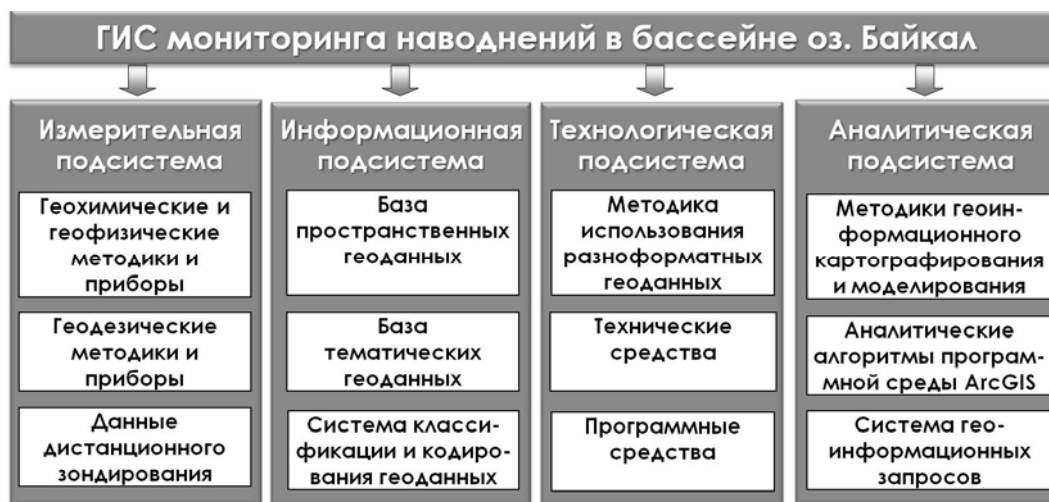 ГИС мониторинга наводнений в бассейне оз. Байкал
Измерительная
подсистема
Геохимические и
геофизические
методики и
приборы
Геодезические
методики и
приборы
Данные
дистанционного
зондирования
Информационная
подсистема
База
пространственных
геоданных
База
тематических
геоданных
Система класси-
фикации и кодиро-
вания геоданных
Технологическая
подсистема
Методика
использования
разноформатных
геоданных
Технические
средства
Программные
средства
Аналитическая
подсистема
Методики геоин-
формационного
картографирования
и моделирования
Аналитические
алгоритмы програм-
мной среды ArcGIS
Система гео-
информационных
запросов